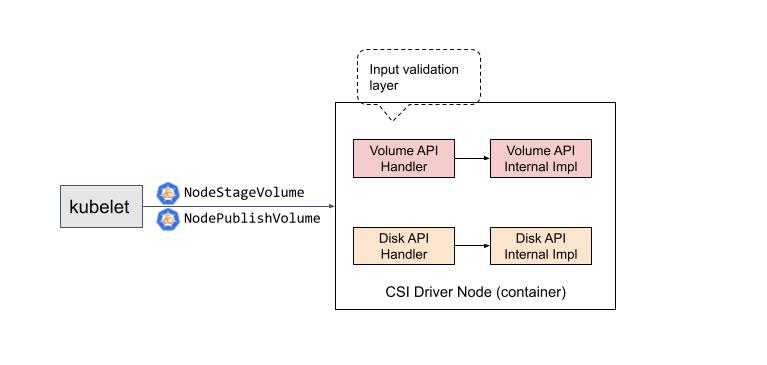 Input validation
layer
Volume API
Handler
Volume API
Internal Impl
kubelet
NodeStageVolume
NodePublishVolume
Disk API
Handler
Disk API
Internal Impl
CSI Driver Node (container)